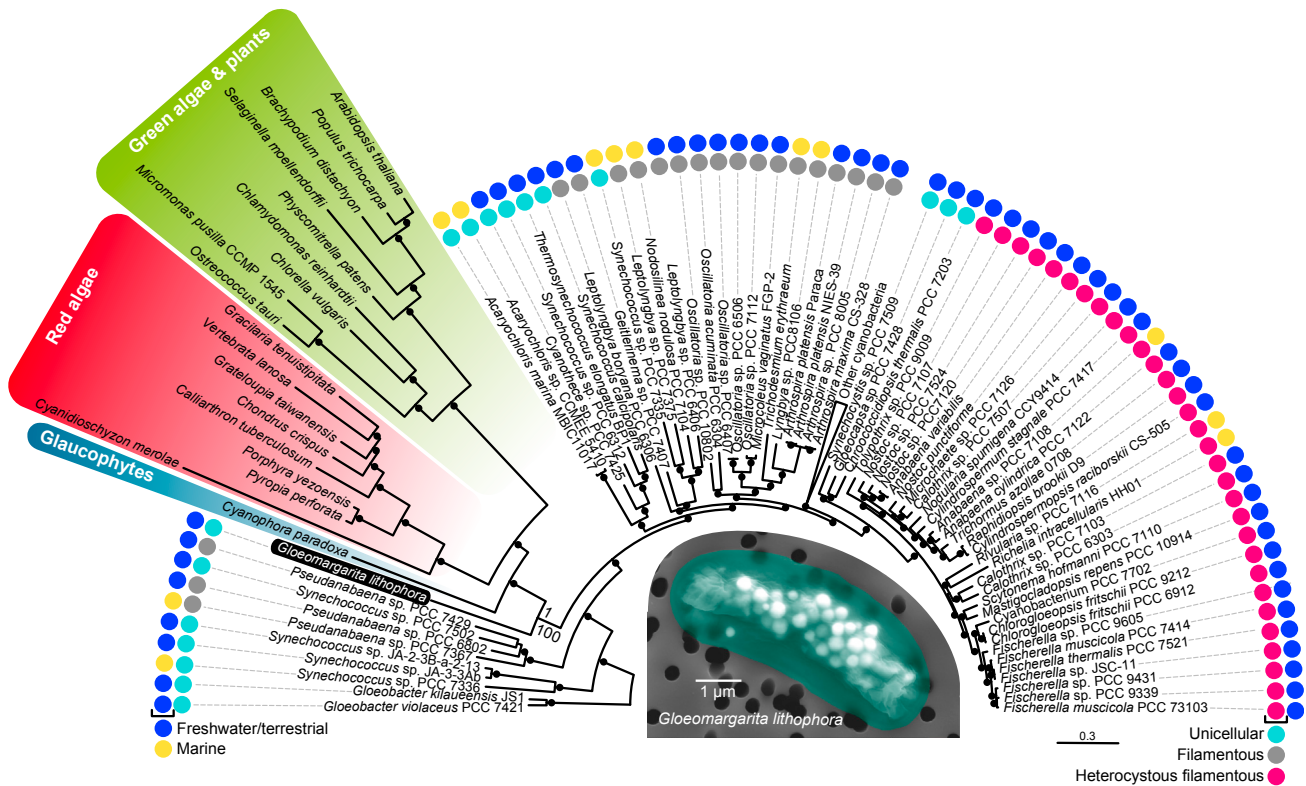 Green algae & plants
Arabidopsis thaliana
Populus trichocarpa
Brachypodium distachyon
Selaginella moellendorffii
Physcomitrella patens
Chlamydomonas reinhardtii
Chlorella vulgaris
Micromonas pusilla CCMP 1545
Ostreococcus tauri
Red algae
Gracilaria tenuistipitata
Vertebrata lanosa
Grateloupia taiwanensis
Chondrus crispus
Calliarthron tuberculosum
Porphyra yezoensis
Pyropia perforata
Cyanidioschyzon merolae
Glaucophytes
Cyanophora paradoxa
Gloeomargarita lithophora
Pseudanabaena sp. PCC 7429
Synechococcus sp. PCC 7502
Pseudanabaena sp. PCC 6802
Pseudanabaena sp. PCC 7367
Synechococcus sp. JA-2-3B-a-2-13
Synechococcus sp. JA-3-3Ab
Synechococcus sp. PCC 7336
Gloeobacter kilaueensis JS1
Gloeobacter violaceus PCC 7421
Freshwater/terrestrial
Marine
1
100
Acaryochloris marina MBIC11017
Acaryochloris sp. CCMEE 5410
Cyanothece sp. PCC 7425
Thermosynechococcus elongatus BP-1
Synechococcus sp. PCC 6312
Synechococcus
Leptolyngbya boryana PCC 6306
Synechococcus sp. PCC 7335
Geitlerinema sp. PCC 7407
Leptolyngbya sp. PCC 7375
Nodosilinea nodulosa PCC 7104
Leptolyngbya sp. PCC 6406
Oscillatoria sp. PCC 10802
Oscillatoria acuminata PCC 6304
Oscillatoria sp. PCC 6407
Oscillatoria sp. PCC 6506
Oscillatoria sp. PCC 7112
Microcoleus vaginatus FGP-2
Trichodesmium erythraeum
Lyngbya sp. PCC8106
Arthrospira platensis Paraca
Arthrospira platensis NIES-39
Arthrospira sp. PCC 8005
Arthrospira maxima CS-328
Other cyanobacteria
Synechocystis sp. PCC 7509
Gloeocapsa sp. PCC 7428
Chroococcidiopsis thermalis PCC 7203
Tolypothrix sp. PCC 9009
Nostoc sp. PCC 7107
Nostoc sp. PCC 7524
Nostoc sp. PCC 7120
Anabaena variabilis
Nostoc punctiforme
Microchaete sp. PCC 7126
Calothrix sp. PCC 7507
Nodularia spumigena CCY9414
Cylindrospermum stagnale PCC 7417
Anabaena sp. PCC 7108
Anabaena cylindrica PCC 7122
Trichormus azollae 0708
Raphidiopsis brookii D9
Cylindrospermopsis raciborskii CS-505
Rivularia sp. PCC 7116
Richelia intracellularis HH01
Calothrix sp. PCC 7103
Calothrix sp. PCC 6303
Scytonema hofmanni PCC 7110
Mastigocladopsis repens PCC 10914
Cyanobacterium PCC 7702
Chlorogloeopsis fritschii PCC 9212
Chlorogloeopsis fritschii PCC 6912
Fischerella sp. PCC 9605
Fischerella muscicola PCC 7414
Fischerella thermalis PCC 7521
Fischerella sp. JSC-11
Fischerella sp. PCC 9431
Fischerella sp. PCC 9339
Fischerella muscicola PCC 73103
1 µm
Gloeomargarita lithophora
0.3
Unicellular
Filamentous
Heterocystous filamentous